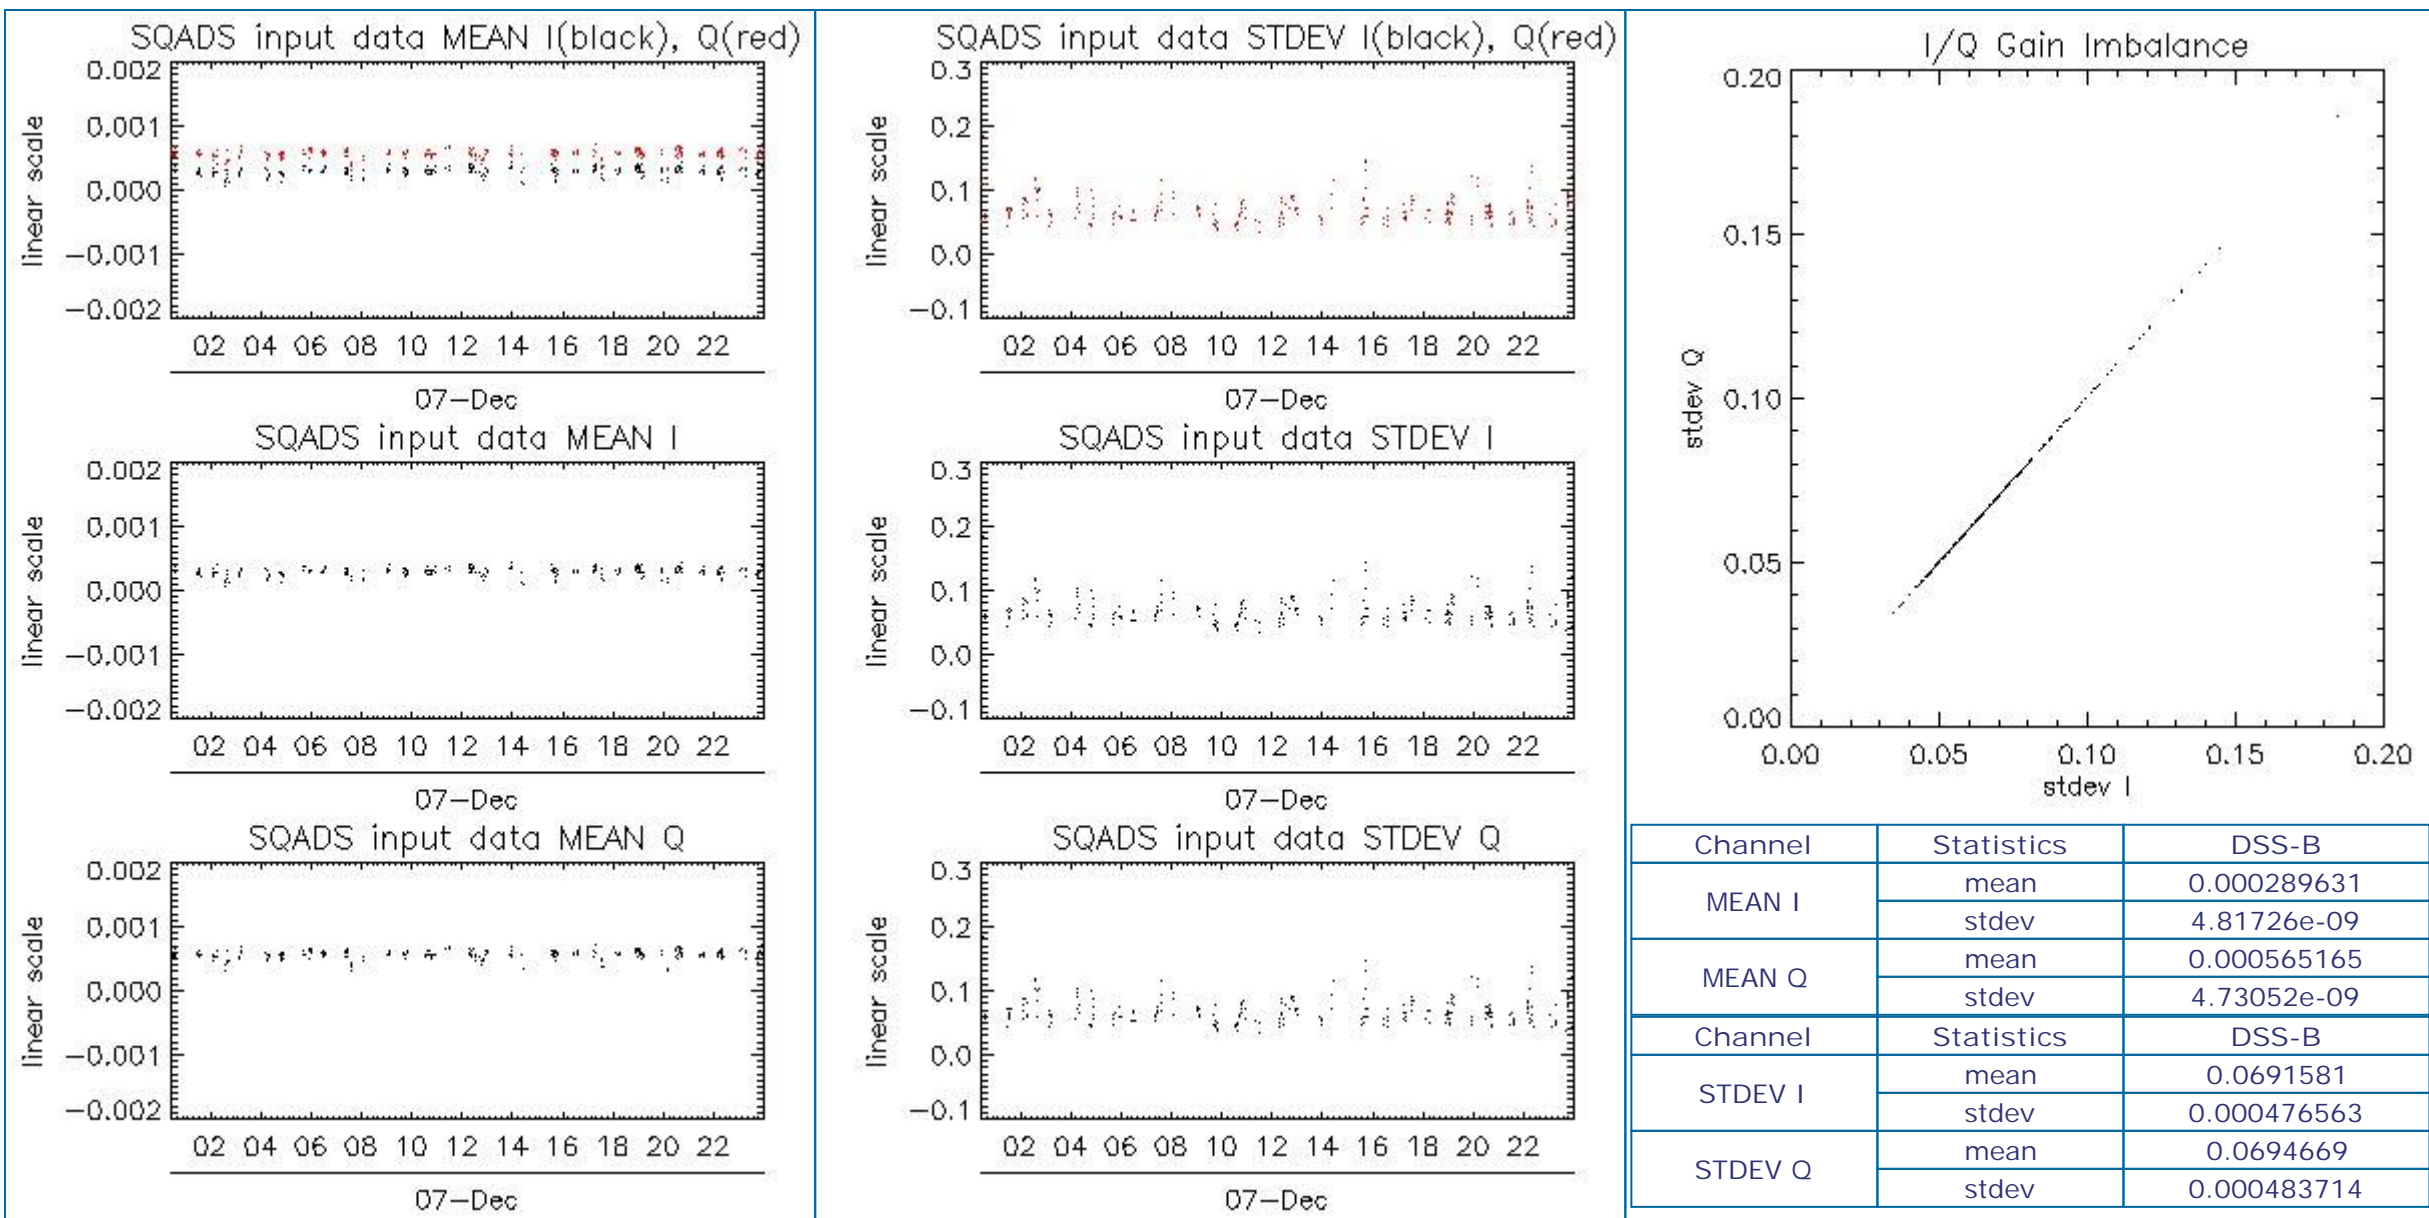 SQADS input data MEAN I(black), Q(red)
0.002
0.001
0.000
−0.001
−0.002
linear scale
02 04 06 08 10 12 14 16 18 20 22
07−Dec
SQADS input data MEAN I
0.002
0.001
0.000
−0.001
−0.002
linear scale
02 04 06 08 10 12 14 16 18 20 22
07−Dec
SQADS input data MEAN Q
0.002
0.001
0.000
−0.001
−0.002
linear scale
02 04 06 08 10 12 14 16 18 20 22
07−Dec
SQADS input data STDEV I(black), Q(red)
0.3
0.2
0.1
0.0
−0.1
linear scale
02 04 06 08 10 12 14 16 18 20 22
07−Dec
SQADS input data STDEV I
0.3
0.2
0.1
0.0
−0.1
linear scale
02 04 06 08 10 12 14 16 18 20 22
07−Dec
SQADS input data STDEV Q
0.3
0.2
0.1
0.0
−0.1
linear scale
02 04 06 08 10 12 14 16 18 20 22
07−Dec
I/Q Gain Imbalance
0.20
0.15
0.10
0.05
0.00
stdev Q
0.00 0.05 0.10 0.15 0.20
stdev I
Channel Statistics DSS-B
MEAN I mean 0.000289631
stdev 4.81726e-09
MEAN Q mean 0.000565165
stdev 4.73052e-09
Channel Statistics DSS-B
STDEV I mean 0.0691581
stdev 0.000476563
STDEV Q mean 0.0694669
stdev 0.000483714